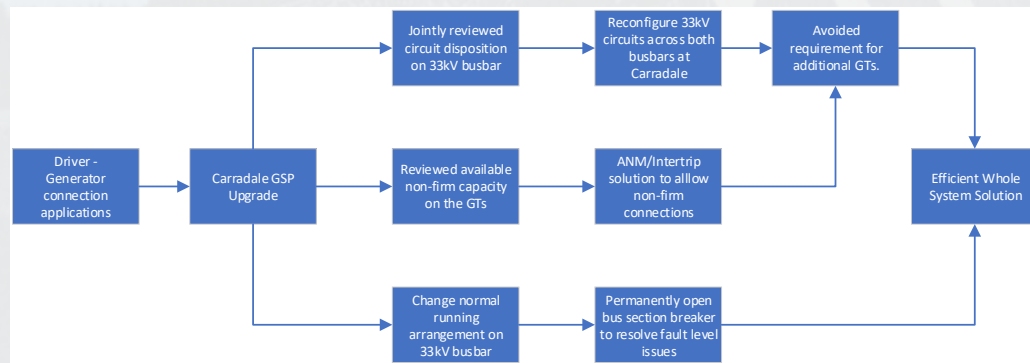 Jointly reviewed
circuit disposition
on 33kV busbar
Reconfigure 33kV
circuits across both
busbars at
Carradale
Avoided
requirement for
additional GTs.
Driver -
Generator
connection
applications
Carradale GSP
Upgrade
Reviewed available
non-firm capacity
on the GTs
ANM/Intertrip
solution to alllow
non-firm
connections
Efficient Whole
System Solution
Change normal
running
arrangement on
33kV busbar
Permanently open
bus section breaker
to resolve fault level
issues